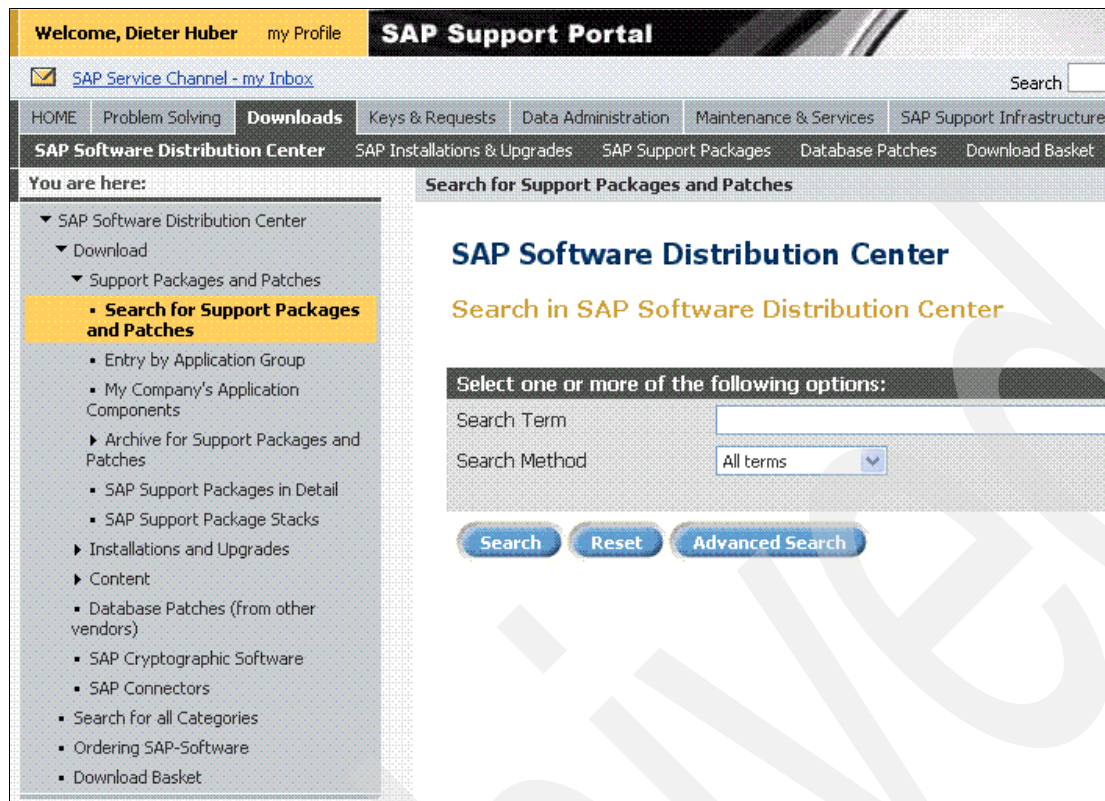 Welcome, Dieter Huber my Profile SAP Support Portal
SAP Service Channel - my Inbox Search
HOME Problem Solving Downloads Keys & Requests Data Administration Maintenance & Services SAP Support Infrastructure
SAP Software Distribution Center SAP Installations & Upgrades SAP Support Packages Database Patches Download Basket
You are here:
SAP Software Distribution Center
Download
Support Packages and Patches
Search for Support Packages
and Patches
Entry by Application Group
My Company's Application
Components
Archive for Support Packages and
Patches
SAP Support Packages in Detail
SAP Support Package Stacks
Installations and Upgrades
Content
Database Patches (from other
vendors)
SAP Cryptographic Software
SAP Connectors
Search for all Categories
Ordering SAP-Software
Download Basket
Search for Support Packages and Patches
SAP Software Distribution Center
Search in SAP Software Distribution Center
Select one or more of the following options:
Search Term
Search Method All terms
Search Reset Advanced Search